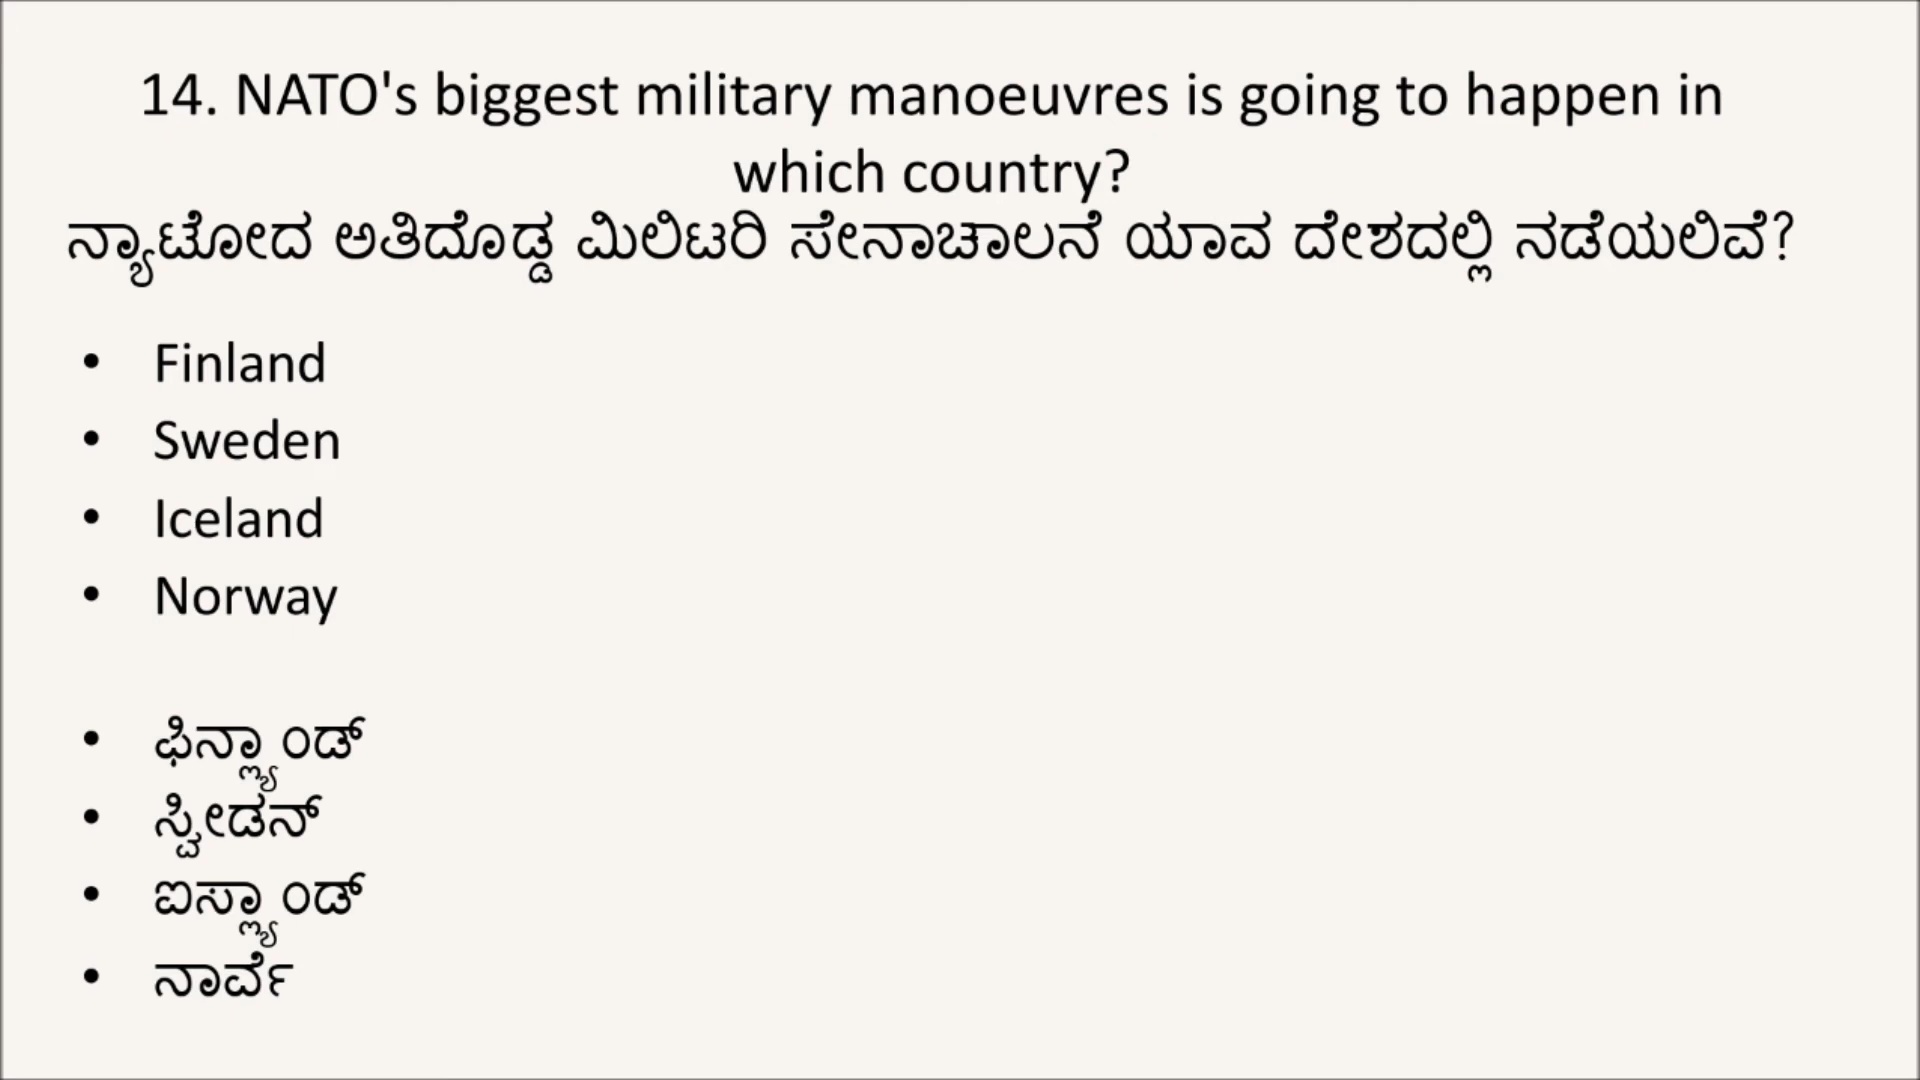 14. NATO's biggest military manoeuvres is going to happen in
which country?
ನ್ಯಾಟೋದ ಅತಿದೊಡ್ಡ ಮಿಲಿಟರಿ ಸೇನಾಚಾಲನೆ ಯಾವ ದೇಶದಲ್ಲಿ ನಡೆಯಲಿವೆ?
• Finland
• Sweden
• Iceland
• Norway
• ಫಿನ್ಲ್ಯಾಂಡ್
• ಸ್ವೀಡನ್
• ಐಸ್ಲ್ಯಾಂಡ್
• ನಾರ್ವೆ